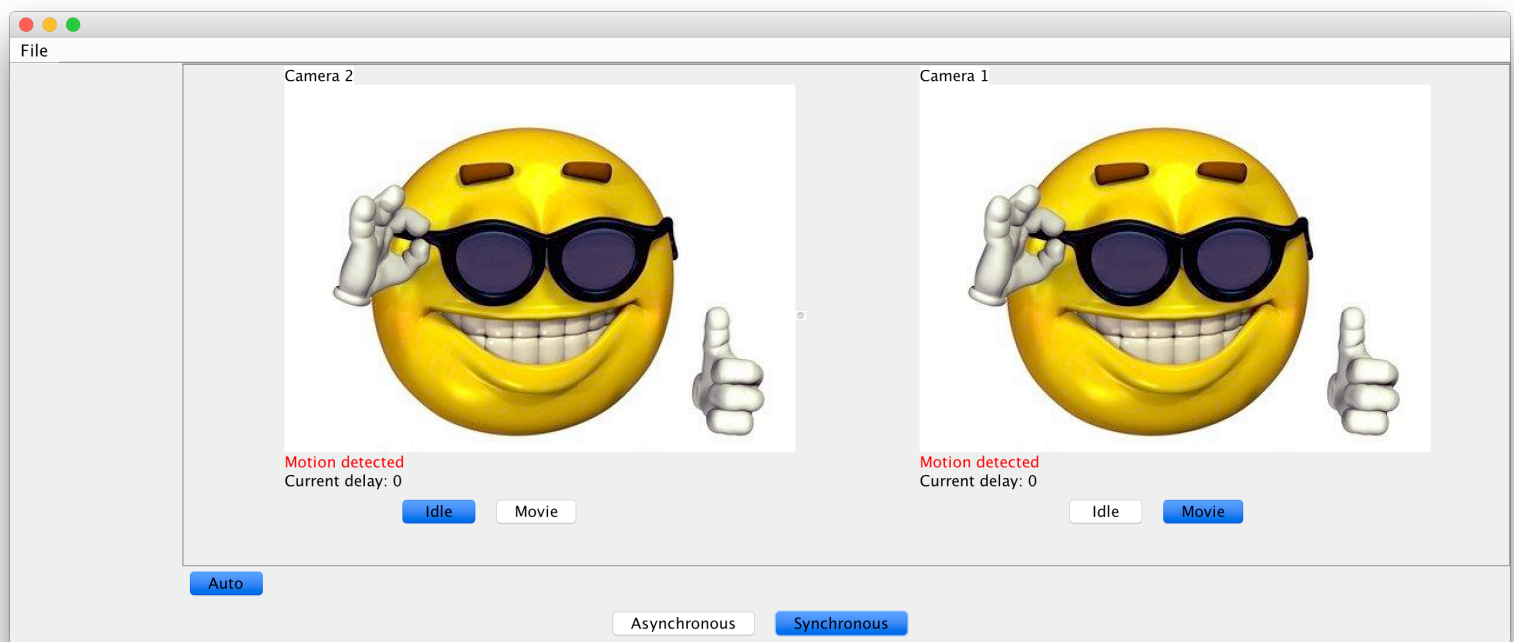 File
Camera 2
Camera 1
Motion detected
Current delay: 0
Idle Movie
Motion detected
Current delay: 0
Idle Movie
Auto
Asynchronous Synchronous